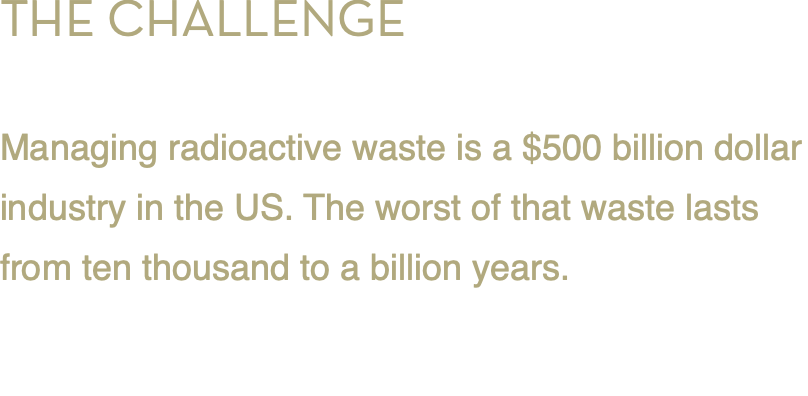 THE CHALLENGE
Managing radioactive waste is a $500 billion dollar
industry in the US. The worst of that waste lasts
from ten thousand to a billion years.